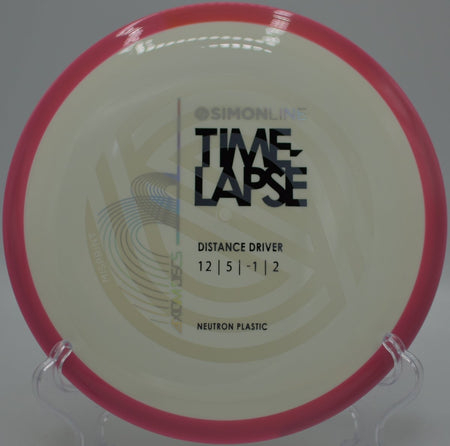 SIMONLINE
TIME-
LAPSE
DISTANCE DRIVER
12 | 5 | -1 | 2
NEUTRON PLASTIC